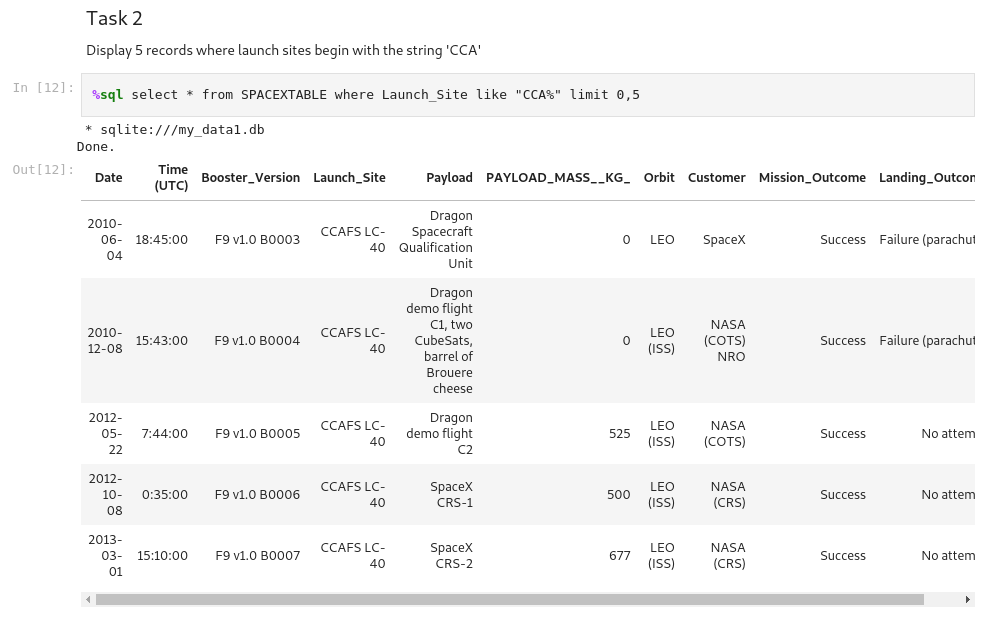 Task 2
Display 5 records where launch sites begin with the string 'CCA'
In [12]: %sql select * from SPACEXTABLE where Launch_Site like "CCA%" limit 0,5
* sqlite:///my_data1.db
Done.
Out[12]:
Date Time (UTC) Booster_Version Launch_Site Payload PAYLOAD_MASS__KG_ Orbit Customer Mission_Outcome Landing_Outcon
2010-06-04 18:45:00 F9 v1.0 B0003 CCAFS LC-40 Dragon Spacecraft Qualification Unit 0 LEO SpaceX Success Failure (parachut
2010-12-08 15:43:00 F9 v1.0 B0004 CCAFS LC-40 Dragon demo flight C1, two CubeSats, barrel of Brouere cheese 0 LEO (ISS) NASA (COTS) NRO Success Failure (parachut
2012-05-22 7:44:00 F9 v1.0 B0005 CCAFS LC-40 Dragon demo flight C2 525 LEO (ISS) NASA (COTS) Success No attem
2012-10-08 0:35:00 F9 v1.0 B0006 CCAFS LC-40 SpaceX CRS-1 500 LEO (ISS) NASA (CRS) Success No attem
2013-03-01 15:10:00 F9 v1.0 B0007 CCAFS LC-40 SpaceX CRS-2 677 LEO (ISS) NASA (CRS) Success No attem